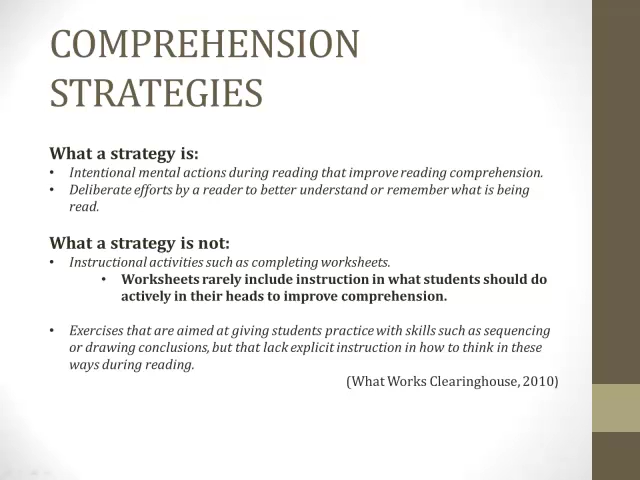 COMPREHENSION
STRATEGIES
What a strategy is:
• Intentional mental actions during reading that improve reading comprehension.
• Deliberate efforts by a reader to better understand or remember what is being
read.
What a strategy is not:
• Instructional activities such as completing worksheets.
• Worksheets rarely include instruction in what students should do
actively in their heads to improve comprehension.
• Exercises that are aimed at giving students practice with skills such as sequencing
or drawing conclusions, but that lack explicit instruction in how to think in these
ways during reading.
(What Works Clearinghouse, 2010)